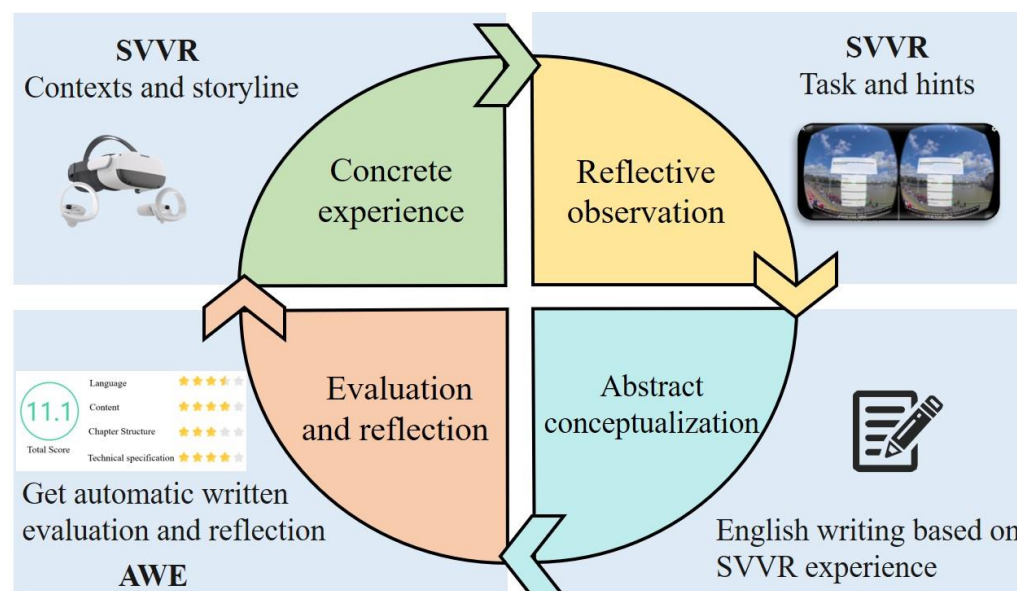 SVVR
Contexts and storyline
SVVR
Task and hints
Concrete
experience
Reflective
observation
Evaluation
and reflection
Abstract
conceptualization
11.1
Total Score
Language
Content
Chapter Structure
Technical specification
Get automatic written
evaluation and reflection
AWE
English writing based on
SVVR experience